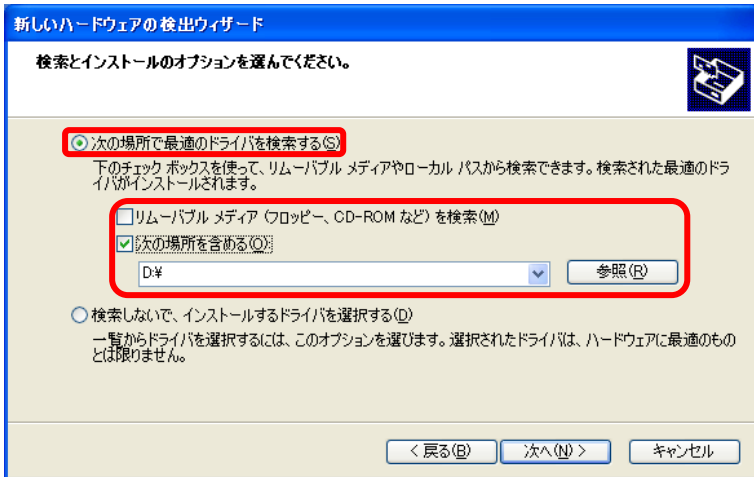 新しいハードウェアの検出ウィザード
検索とインストールのオプションを選んでください。
次の場所で最適のドライバを検索する(S)
下のチェック ボックスを使って、リムーバブル メディアやローカル パスから検索できます。検索された最適のドラ
イバがインストールされます。
リムーバブル メディア (フロッピー、CD-ROM など) を検索(M)
次の場所を含める(O):
D:¥
参照(R)
検索しないで、インストールするドライバを選択する(D)
一覧からドライバを選択するには、このオプションを選びます。選択されたドライバは、ハードウェアに最適のもの
とは限りません。
< 戻る(B)
次へ(N) >
キャンセル